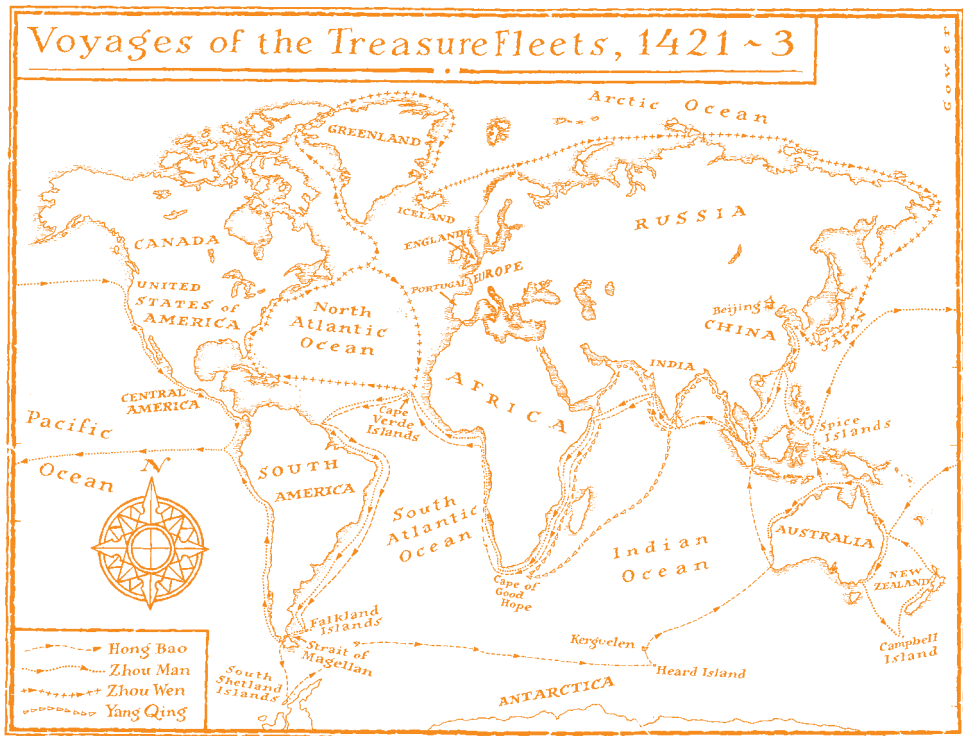 Voyages of the Treasure Fleets, 1421~3
Gower
Arctic Ocean
GREENLAND
ICELAND
RUSSIA
CANADA
ENGLAND
EUROPE
PORTUGAL
UNITED
STATES of
AMERICA
North
Atlantic
Ocean
Beijing
CHINA
JAPAN
INDIA
AFRICA
CENTRAL
AMERICA
Cape
Verde
Islands
Spice
Islands
Pacific
Ocean
N
SOUTH
AMERICA
South
Atlantic
Ocean
Indian
Ocean
AUSTRALIA
NEW
ZEALAND
Cape of
Good
Hope
Falkland
Islands
Strait of
Magellan
Kerguelen
Heard Island
Campbell
Island
South
Shetland
Islands
ANTARCTICA
Hong Bao
Zhou Man
Zhou Wen
Yang Qing